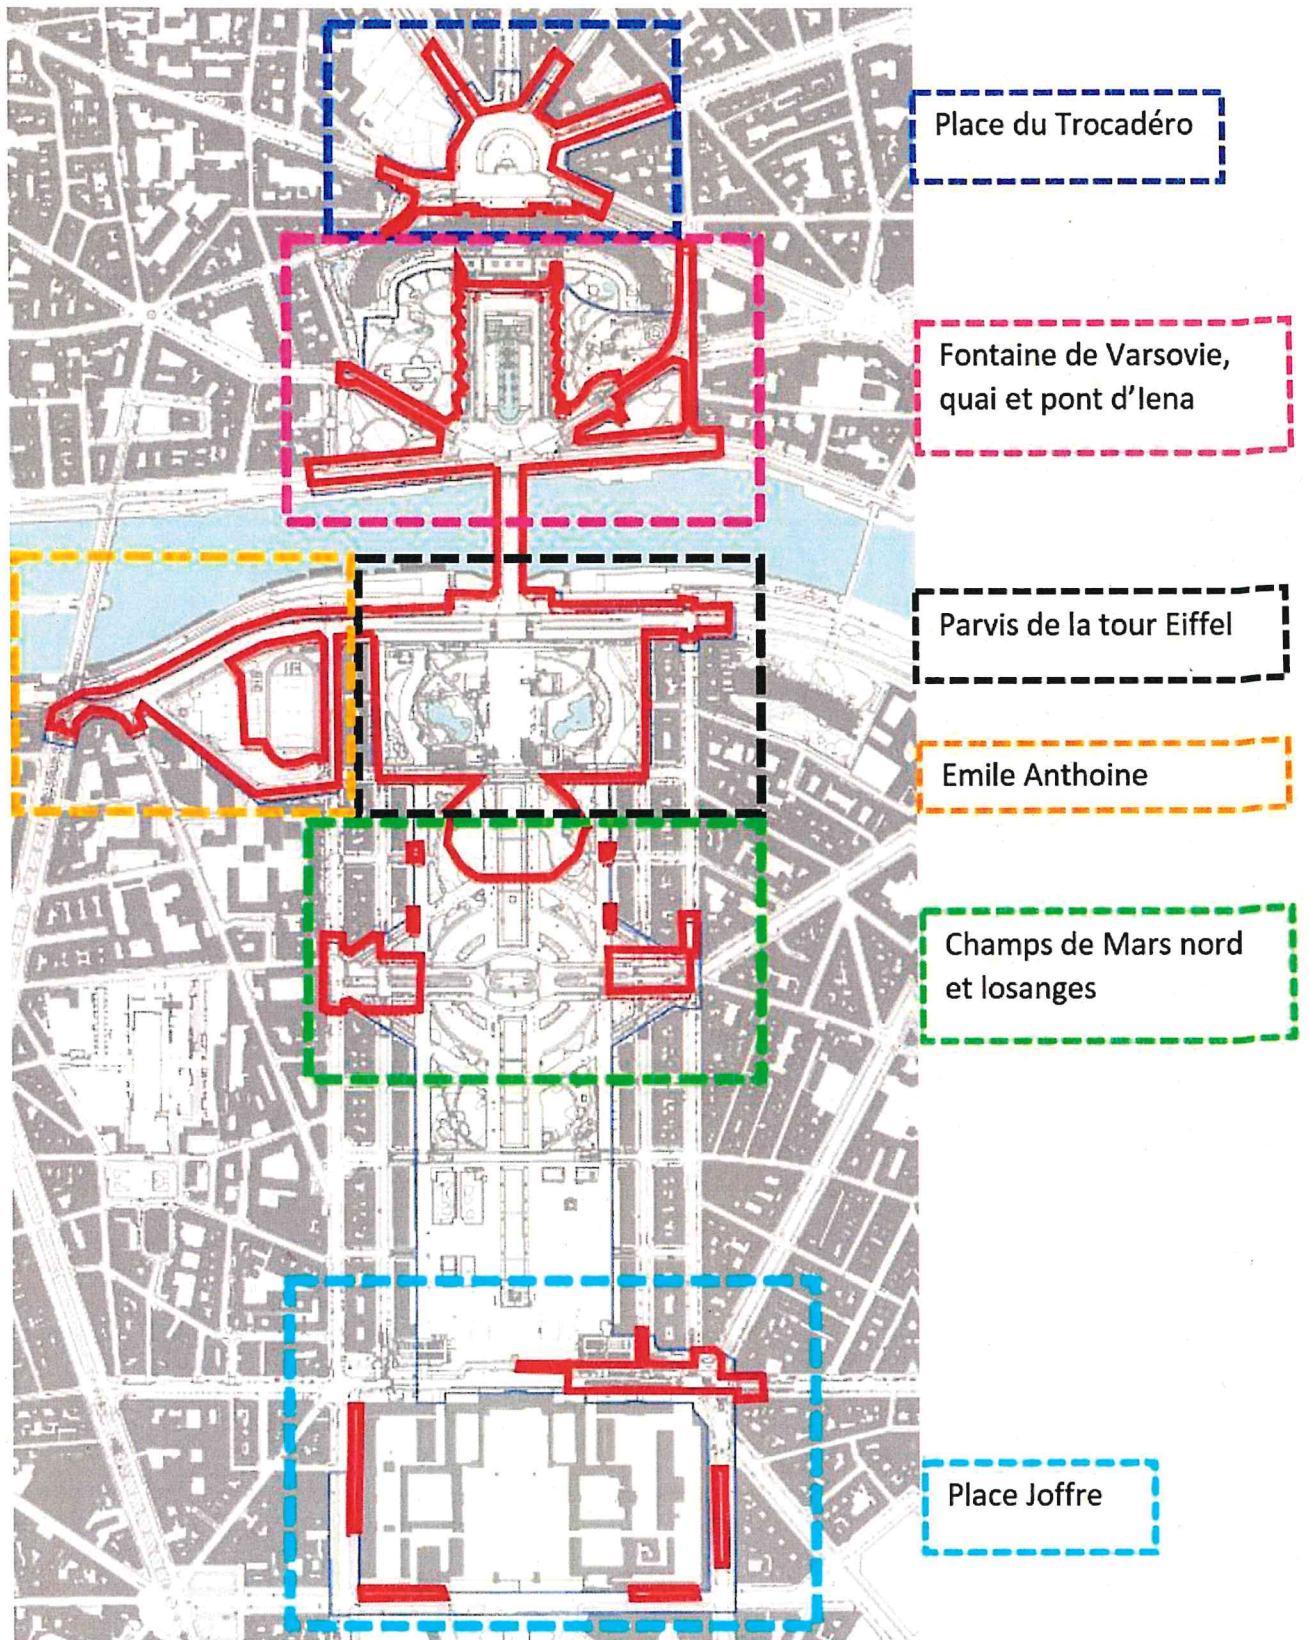 Place du Trocadéro
Fontaine de Varsovie,
quai et pont d’Iena
Parvis de la tour Eiffel
Emile Anthoine
Champs de Mars nord
et losanges
Place Joffre